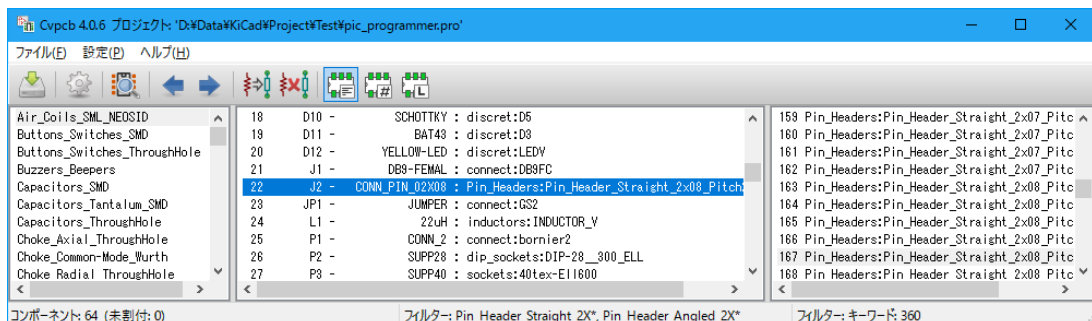 Cvpcb 4.0.6 プロジェクト: 'D:¥Data¥KiCad¥Project¥Test¥pic_programmer.pro'
ファイル(F) 設定(P) ヘルプ(H)
Air_Coils_SML_NEOSID
Buttons_Switches_SMD
Buttons_Switches_ThroughHole
Buzzers_Beepers
Capacitors_SMD
Capacitors_Tantalum_SMD
Capacitors_ThroughHole
Choke_Axial_ThroughHole
Choke_Common-Mode_Wurth
Choke_Radial_ThroughHole
18 D10 - SCHOTTKY : discret:D5
19 D11 - BAT43 : discret:D3
20 D12 - YELLOW-LED : discret:LEDV
21 J1 - DB9-FEMAL : connect:DB9FC
22 J2 - CONN_PIN_02X08 : Pin_Headers:Pin_Header_Straight_2x08_Pitch
23 JP1 - JUMPER : connect:GS2
24 L1 - 22uH : inductors:INDUCTOR_V
25 P1 - CONN_2 : connect:bornier2
26 P2 - SUPP28 : dip_sockets:DIP-28__300_ELL
27 P3 - SUPP40 : sockets:40tex-Ell600
159 Pin_Headers:Pin_Header_Straight_2x07_Pitc
160 Pin_Headers:Pin_Header_Straight_2x07_Pitc
161 Pin_Headers:Pin_Header_Straight_2x07_Pitc
162 Pin_Headers:Pin_Header_Straight_2x07_Pitc
163 Pin_Headers:Pin_Header_Straight_2x08_Pitc
164 Pin_Headers:Pin_Header_Straight_2x08_Pitc
165 Pin_Headers:Pin_Header_Straight_2x08_Pitc
166 Pin_Headers:Pin_Header_Straight_2x08_Pitc
167 Pin_Headers:Pin_Header_Straight_2x08_Pitc
168 Pin_Headers:Pin_Header_Straight_2x08_Pitc
コンポーネント: 64 (未割付: 0)
フィルター: Pin_Header_Straight_2X*, Pin_Header_Angled_2X*
フィルター: キーワード: 360